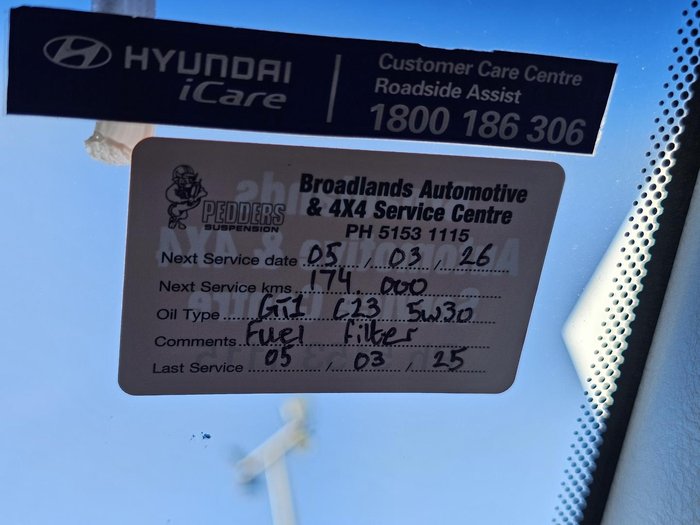 HYUNDAI
iCare
Customer Care Centre
Roadside Assist
1800 186 306
PEDDERS
SUSPENSION
Broadlands Automotive
& 4X4 Service Centre
PH 5153 1115
Next Service date 05 / 03 / 26
Next Service kms 174 000
Oil Type GT1 C23 5W30
Comments Fuel filter
Last Service 05 / 03 / 25